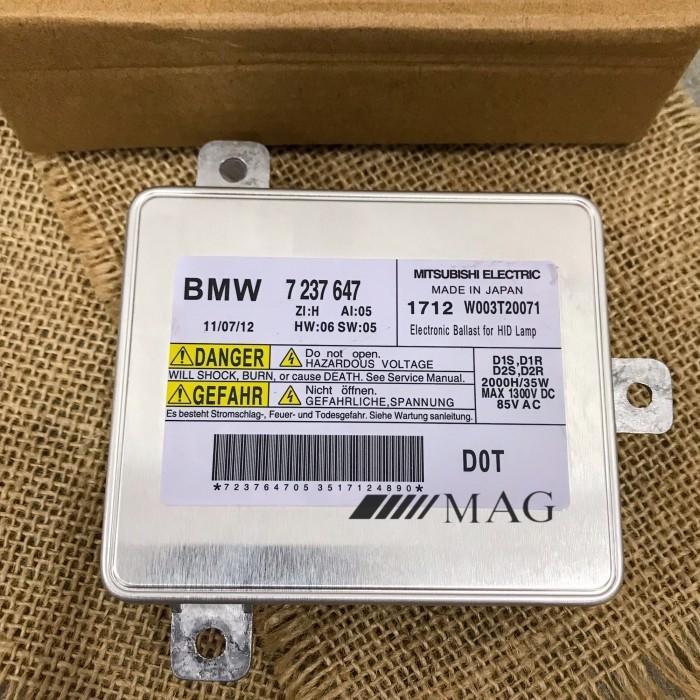 BMW 7 237 647
ZI:H AI:05
11/07/12 HW:06 SW:05
MITSUBISHI ELECTRIC
MADE IN JAPAN
1712 W003T20071
Electronic Ballast for HID Lamp
DANGER Do not open.
HAZARDOUS VOLTAGE
WILL SHOCK, BURN, or cause DEATH. See Service Manual.
GEFAHR Nicht öffnen.
GEFAHRLICHE,SPANNUNG
Es besteht Stromschlag-, Feuer- und Todesgefahr. Siehe Wartung sanleitung.
D1S,D1R
D2S,D2R
2000H/35W
MAX 1300V DC
85V AC
*7237647053517124890*
D0T
MAG